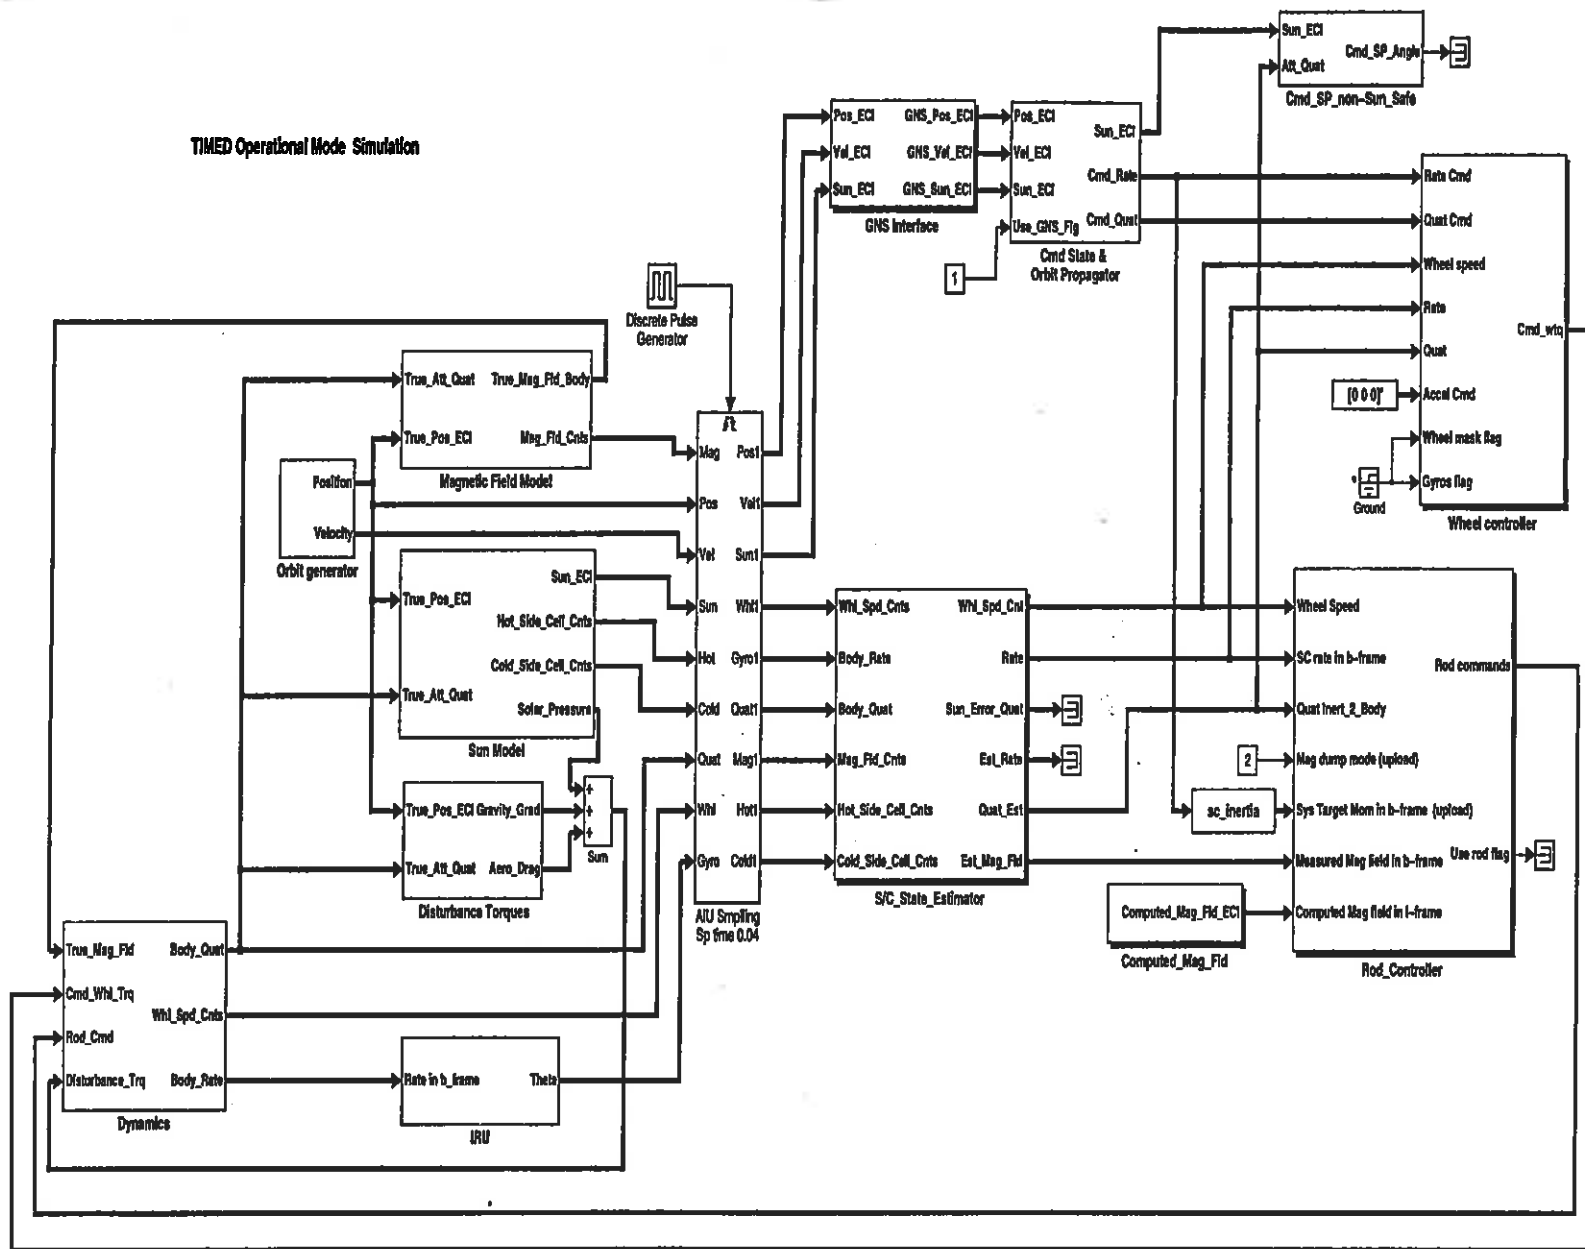 TIMED Operational Mode Simulation
Sun_ECI
Att_Quat
Cmd_SP_Angle
Cmd_SP_non-Sun_Safe
Pos_ECI
Vel_ECI
Sun_ECI
GNS_Pos_ECI
GNS_Vel_ECI
GNS_Sun_ECI
GNS Interface
Pos_ECI
Vel_ECI
Sun_ECI
Use_GNS_Flg
Sun_ECI
Cmd_Rate
Cmd_Quat
Cmd State &
Orbit Propagator
1
Rate Cmd
Quat Cmd
Wheel speed
Rate
Quat
Accel Cmd
Wheel mask flag
Gyros flag
Cmd_wtq
Wheel controller
[0 0 0]'
Ground
Discrete Pulse
Generator
True_Att_Quat
True_Pos_ECI
True_Mag_Fld_Body
Mag_Fld_Cnts
Magnetic Field Model
Position
Velocity
Orbit generator
True_Pos_ECI
True_Att_Quat
Sun_ECI
Hot_Side_Cell_Cnts
Cold_Side_Cell_Cnts
Solar_Pressure
Sun Model
True_Pos_ECI
True_Att_Quat
Gravity_Grad
Aero_Drag
Disturbance Torques
+
+
+
Sum
Mag
Pos
Vel
Sun
Hot
Cold
Quat
Whl
Gyro
Pos1
Vel1
Sun1
Whl1
Gyro1
Quat1
Mag1
Hot1
Cold1
AIU Smpling
Sp time 0.04
Whl_Spd_Cnts
Body_Rate
Body_Quat
Mag_Fld_Cnts
Hot_Side_Cell_Cnts
Cold_Side_Cell_Cnts
Whl_Spd_Cnt
Rate
Sun_Error_Quat
Est_Rate
Quat_Est
Est_Mag_Fld
S/C_State_Estimator
2
sc_inertia
Computed_Mag_Fld_ECI
Computed_Mag_Fld
Wheel Speed
SC rate in b-frame
Quat Inert_2_Body
Mag dump mode (upload)
Sys Target Mom in b-frame (upload)
Measured Mag field in b-frame
Computed Mag field in I-frame
Rod commands
Use rod flag
Rod_Controller
True_Mag_Fld
Cmd_Whl_Trq
Rod_Cmd
Disturbance_Trq
Body_Quat
Whl_Spd_Cnts
Body_Rate
Dynamics
Rate in b_frame
Theta
IRU